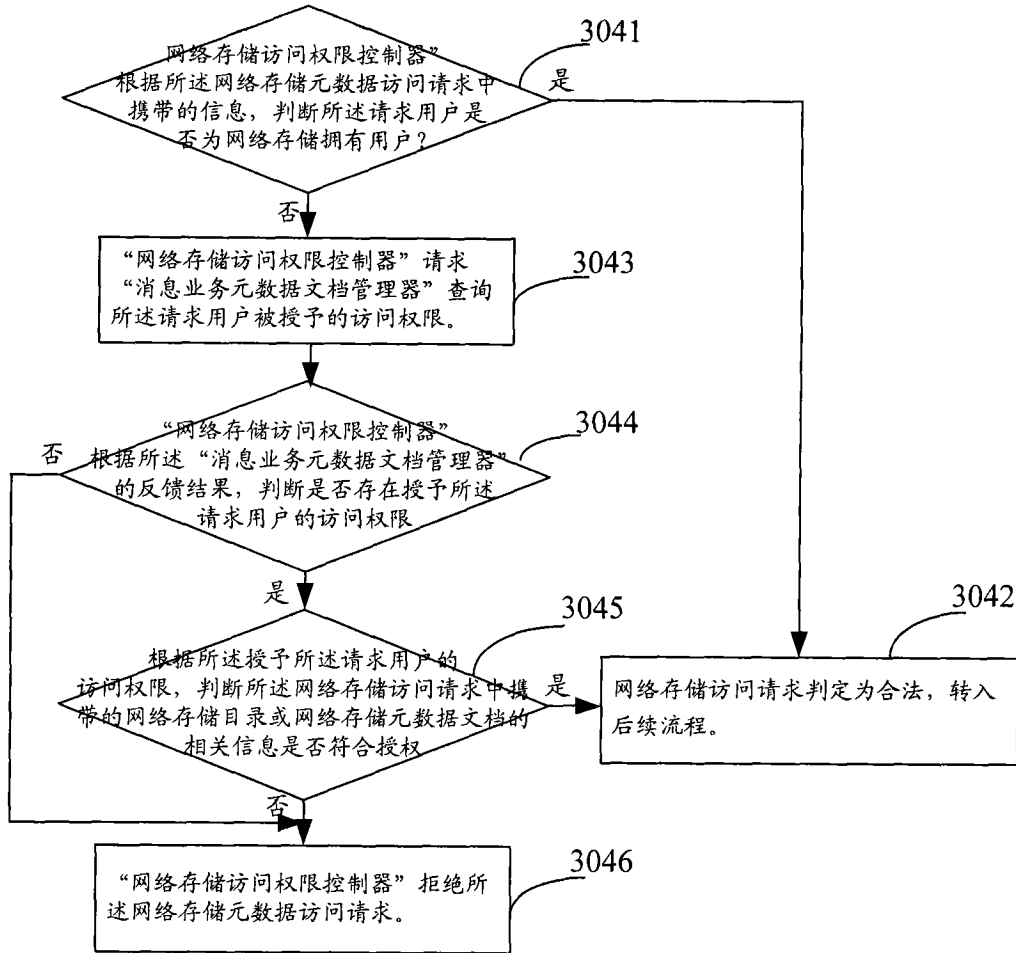 3041
网络存储访问权限控制器”
根据所述网络存储元数据访问请求中
携带的信息，判断所述请求用户是
否为网络存储拥有用户？
是
否
3043
“网络存储访问权限控制器”请求
“消息业务元数据文档管理器”查询
所述请求用户被授予的访问权限。
3044
“网络存储访问权限控制器”
否
根据所述“消息业务元数据文档管理器”
的反馈结果，判断是否存在授予所述
请求用户的访问权限
是
3045
3042
根据所述授予所述请求用户的
访问权限，判断所述网络存储访问请求中携
带的网络存储目录或网络存储元数据文档的
相关信息是否符合授权
是
网络存储访问请求判定为合法，转入
后续流程。
否
3046
“网络存储访问权限控制器”拒绝所
述网络存储元数据访问请求。